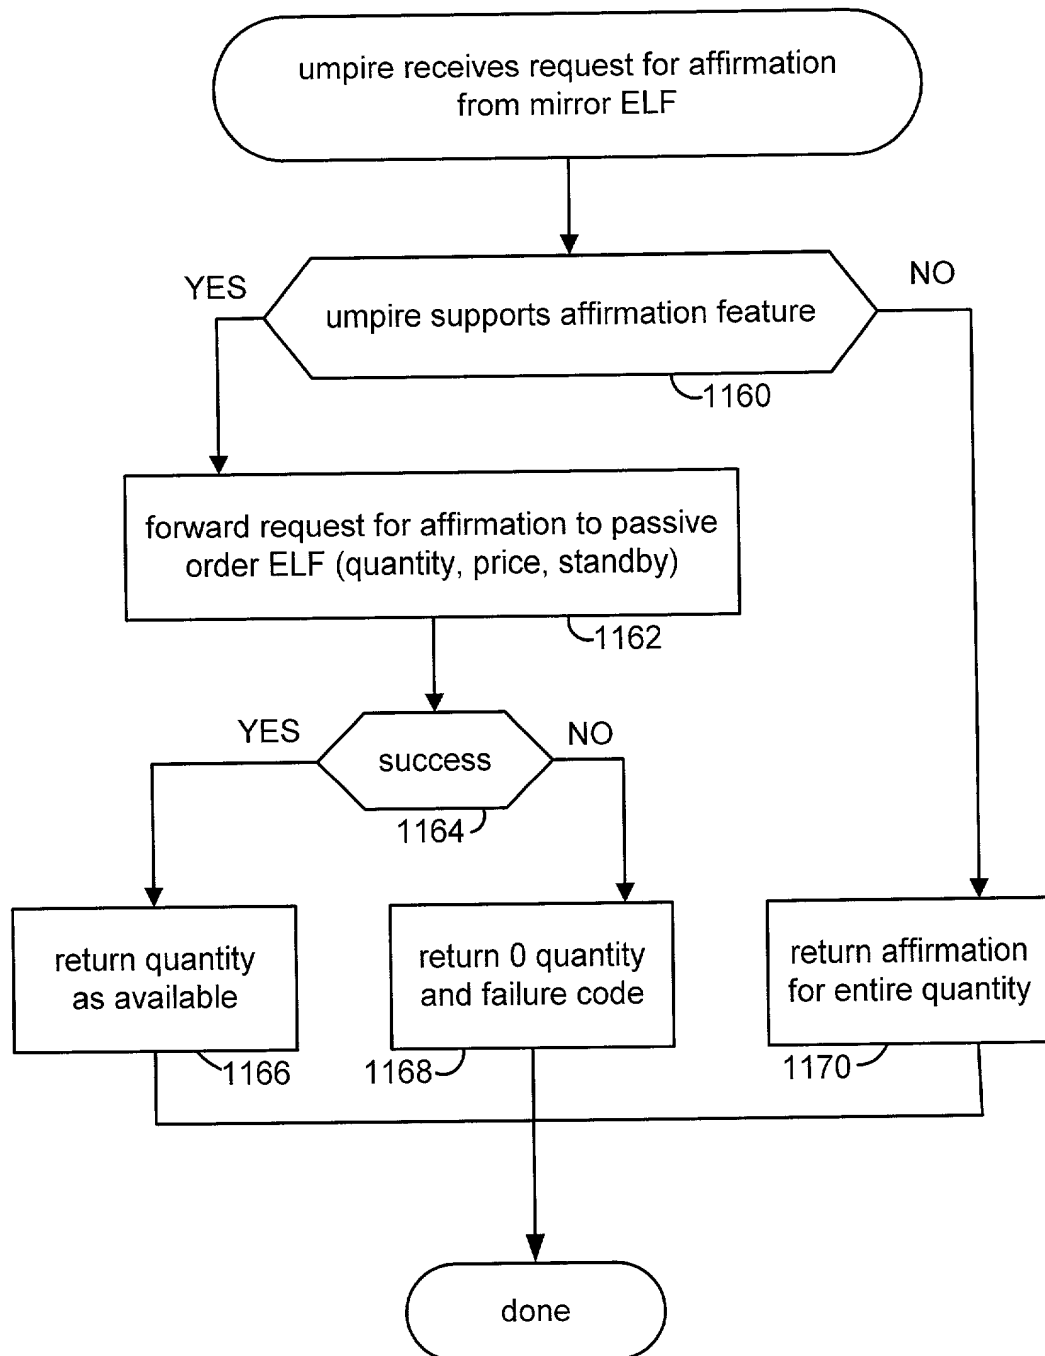 umpire receives request for affirmation
from mirror ELF
YES
NO
umpire supports affirmation feature
1160
forward request for affirmation to passive
order ELF (quantity, price, standby)
1162
YES
NO
success
1164
return quantity
as available
return 0 quantity
and failure code
return affirmation
for entire quantity
1166
1168
1170
done